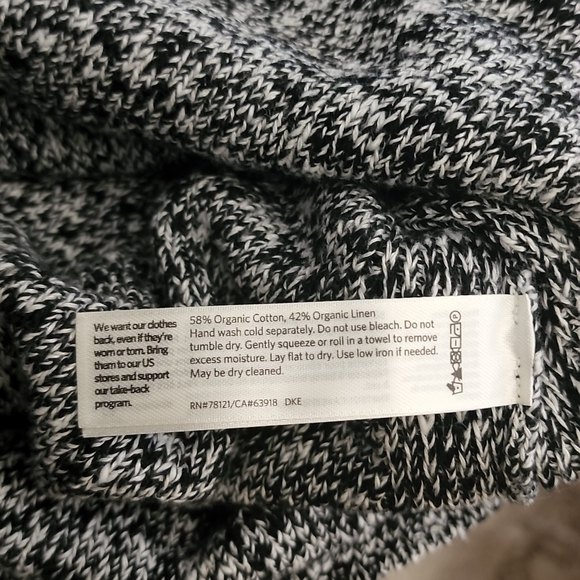 We want our clothes
back, even if they're
worn or torn. Bring
them to our US
stores and support
our take-back
program.
58% Organic Cotton, 42% Organic Linen
Hand wash cold separately. Do not use bleach. Do not
tumble dry. Gently squeeze or roll in a towel to remove
excess moisture. Lay flat to dry. Use low iron if needed.
May be dry cleaned.
RN#78121/CA#63918 DKE